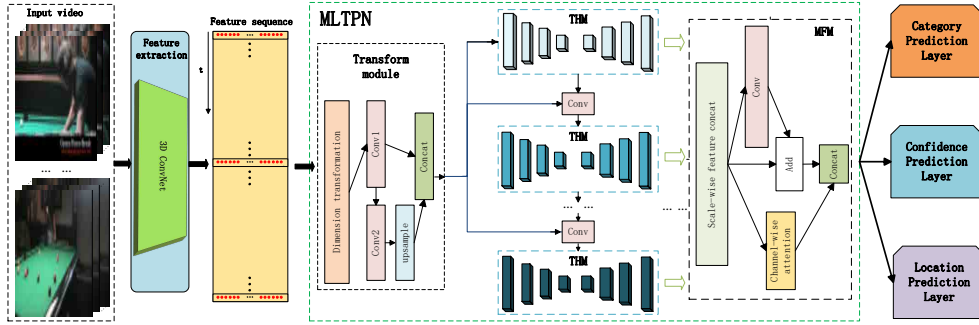 Input video
... ...
Feature
extraction
3D ConvNet
Feature sequence
t
MLTPN
Transform
module
Dimension transformation
Conv1
Conv2
upsample
Concat
THM
Conv
THM
... ...
Conv
THM
... ...
MFM
Scale-wise feature concat
Conv
Add
Channel-wise
attention
Concat
Category
Prediction
Layer
Confidence
Prediction
Layer
Location
Prediction
Layer